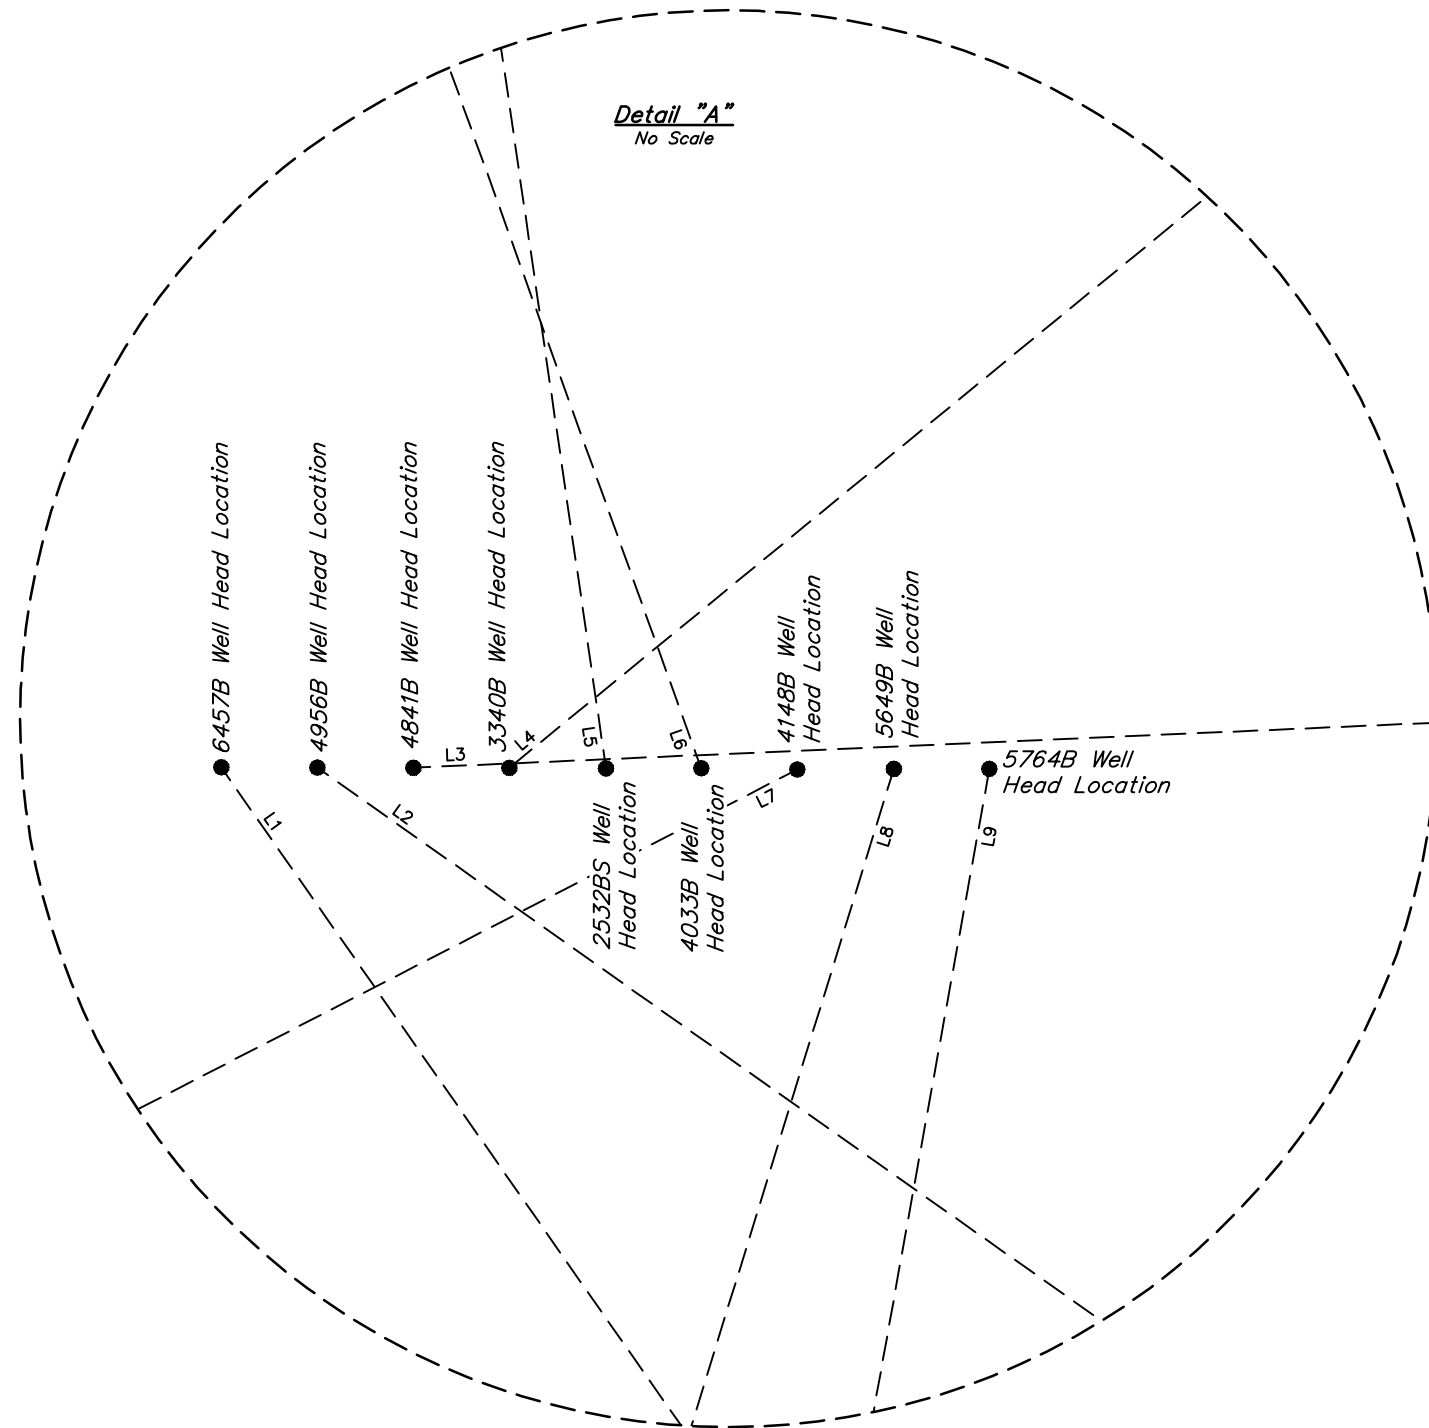 Detail "A"
No Scale
6457B Well Head Location
4956B Well Head Location
4841B Well Head Location
3340B Well Head Location
4148B Well
Head Location
5649B Well
Head Location
5764B Well
Head Location
2532BS Well
Head Location
4033B Well
Head Location
L1
L2
L3
L4
L5
L6
L7
L8
L9